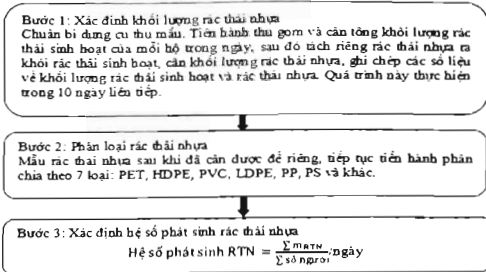 Bước 1: Xác định khối lượng rác thải nhựa
Chuẩn bị dụng cụ thu mẫu. Tiến hành thu gom và cân tổng khối lượng rác
thải sinh hoạt của mỗi hộ trong ngày, sau đó tách riêng rác thải nhựa ra
khỏi rác thải sinh hoạt, cân khối lượng rác thải nhựa, ghi chép các số liệu
về khối lượng rác thải sinh hoạt và rác thải nhựa. Quá trình này thực hiện
trong 10 ngày liên tiếp.
Bước 2: Phân loại rác thải nhựa
Mẫu rác thải nhựa sau khi đã cân được để riêng, tiếp tục tiến hành phân
chia theo 7 loại: PET, HDPE, PVC, LDPE, PP, PS và khác.
Bước 3: Xác định hệ số phát sinh rác thải nhựa
Hệ số phát sinh RTN = ∑ m_RTN / ∑ số người /ngày